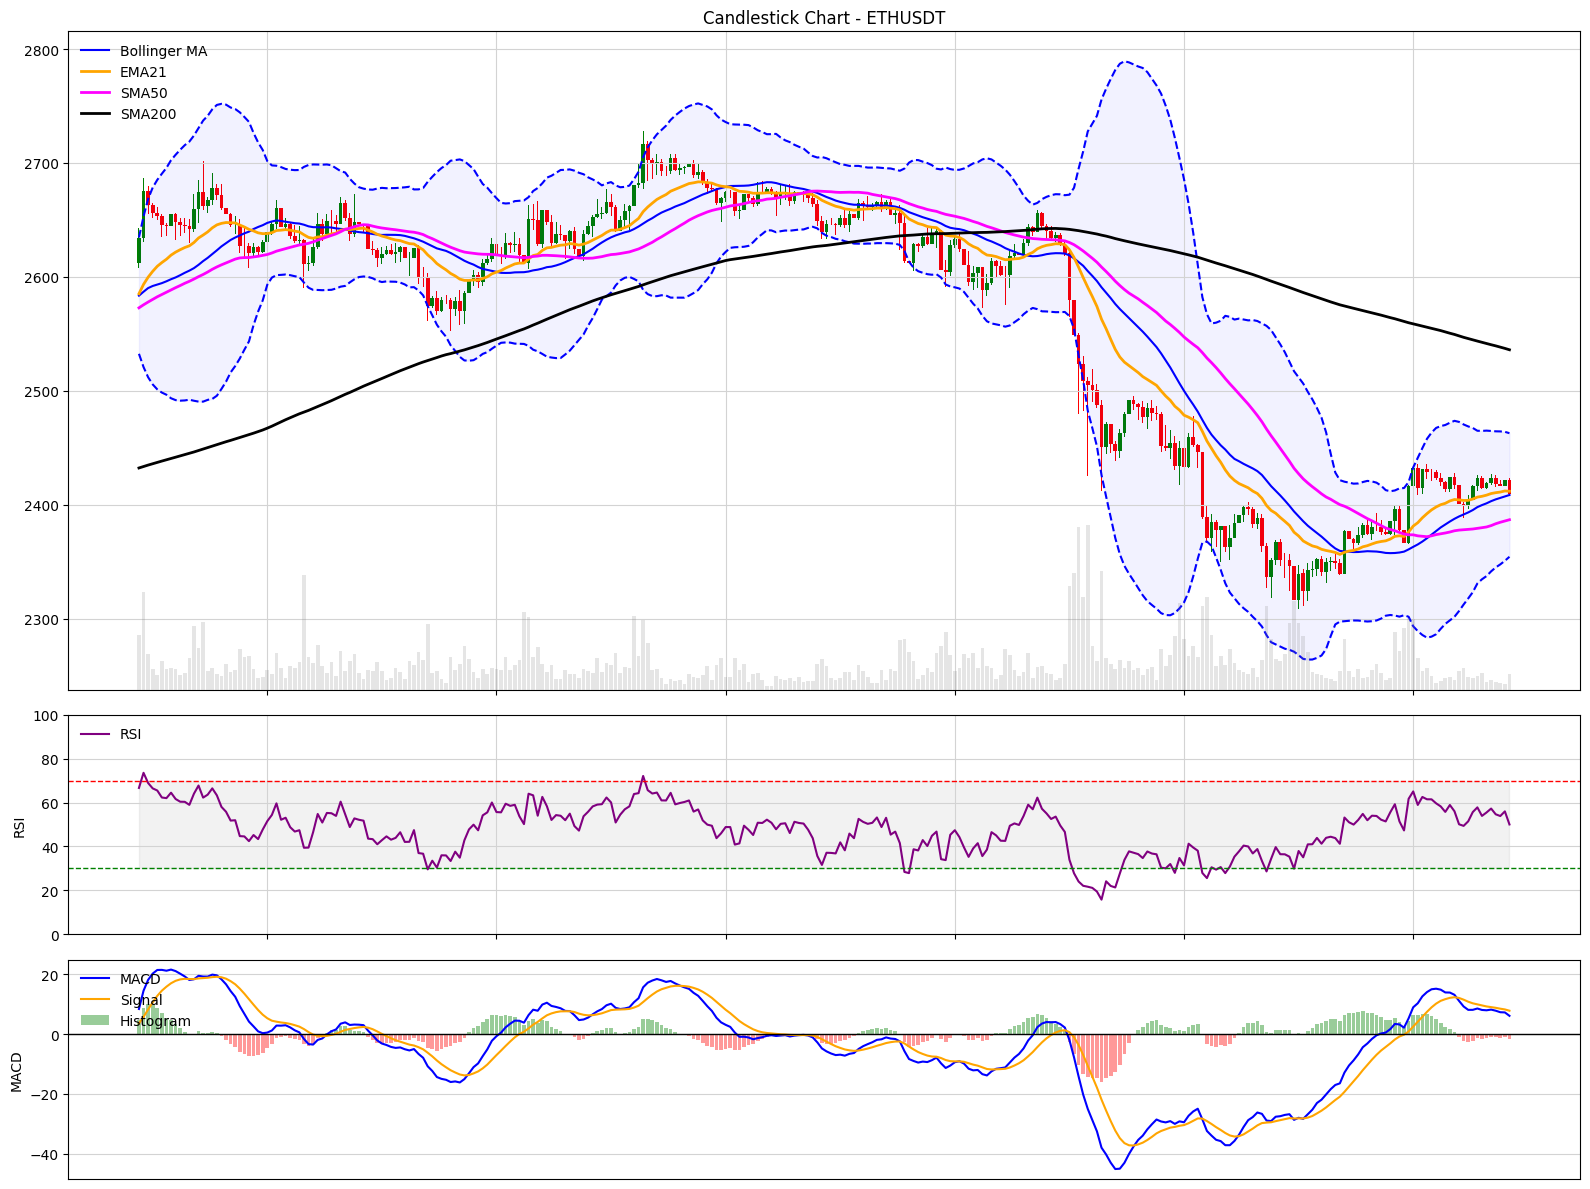 Candlestick Chart - ETHUSDT
Bollinger MA
EMA21
SMA50
SMA200
2800
2700
2600
2500
2400
2300
RSI
100
80
60
40
20
0
RSI
MACD
Signal
Histogram
20
0
−20
−40
MACD